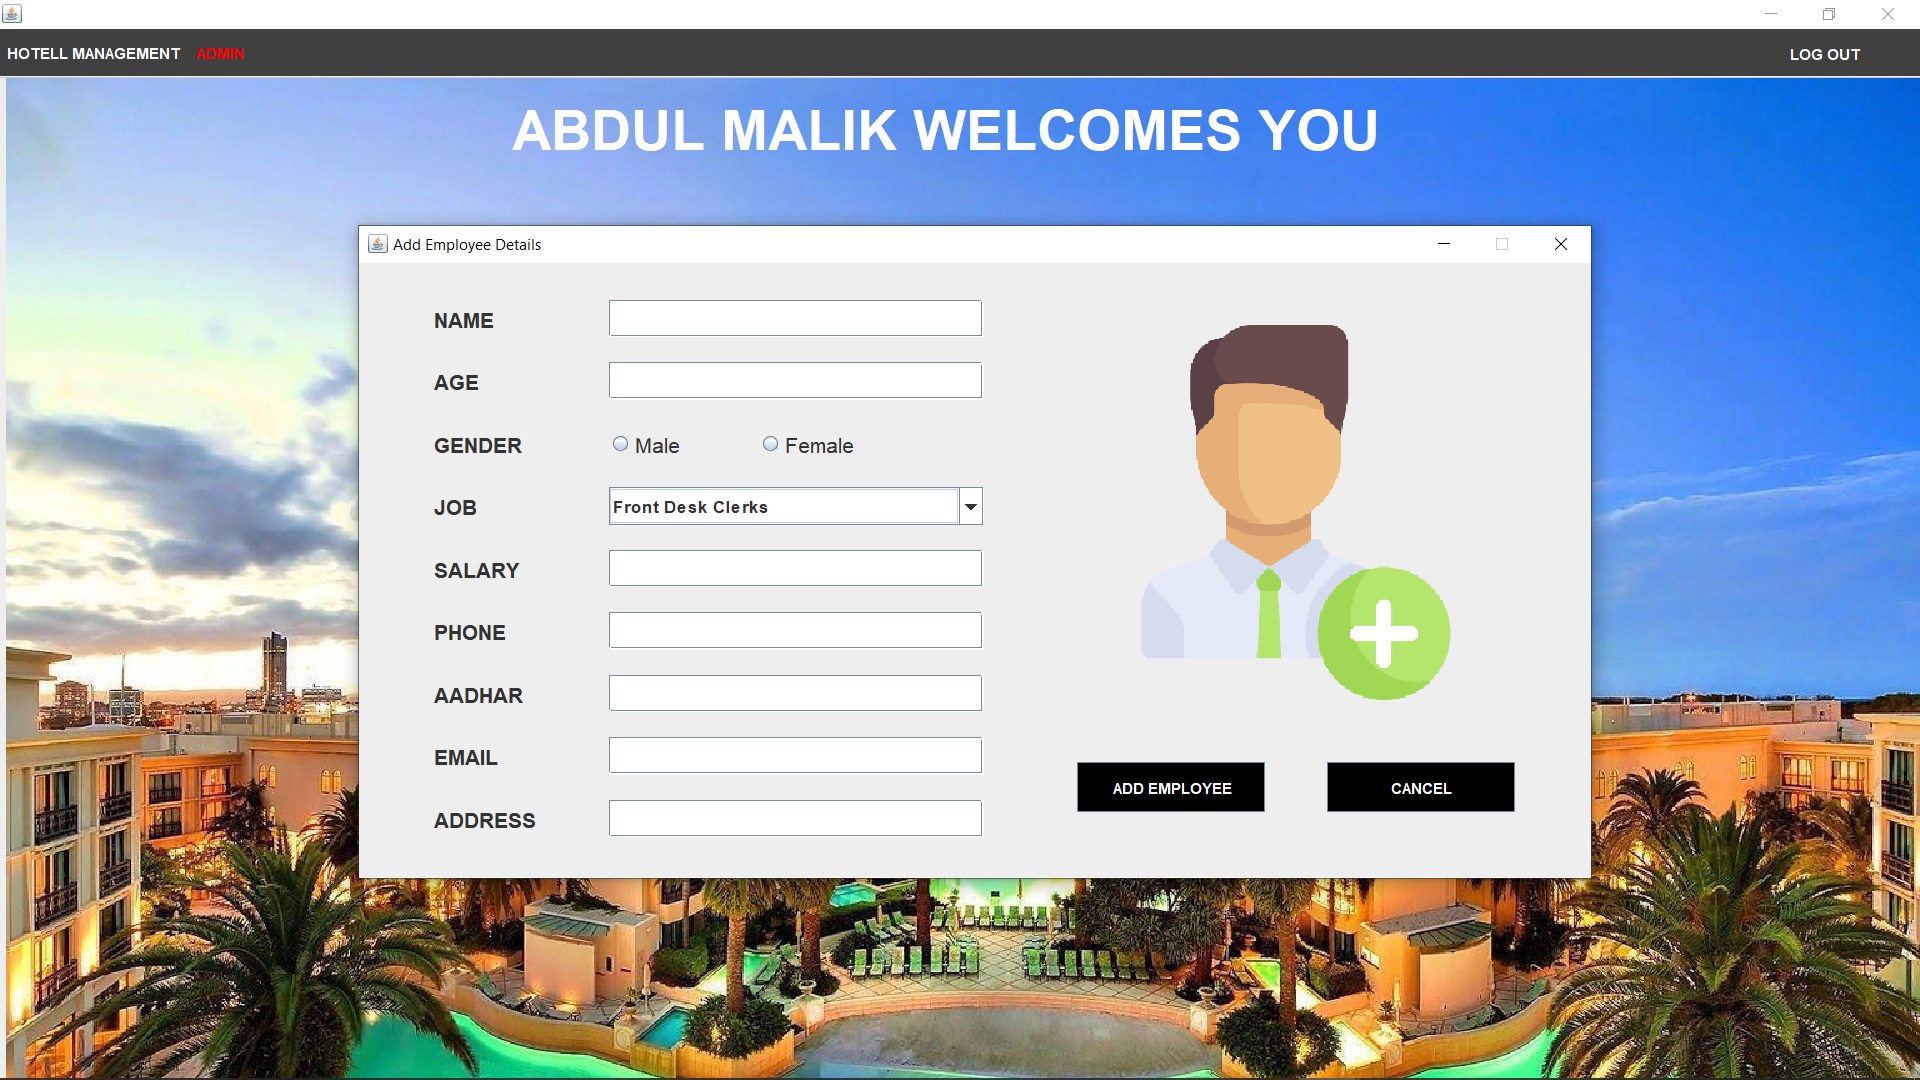 HOTELL MANAGEMENT ADMIN LOG OUT
ABDUL MALIK WELCOMES YOU
Add Employee Details
NAME
AGE
GENDER Male Female
JOB Front Desk Clerks
SALARY
PHONE
AADHAR
EMAIL
ADD EMPLOYEE CANCEL
ADDRESS